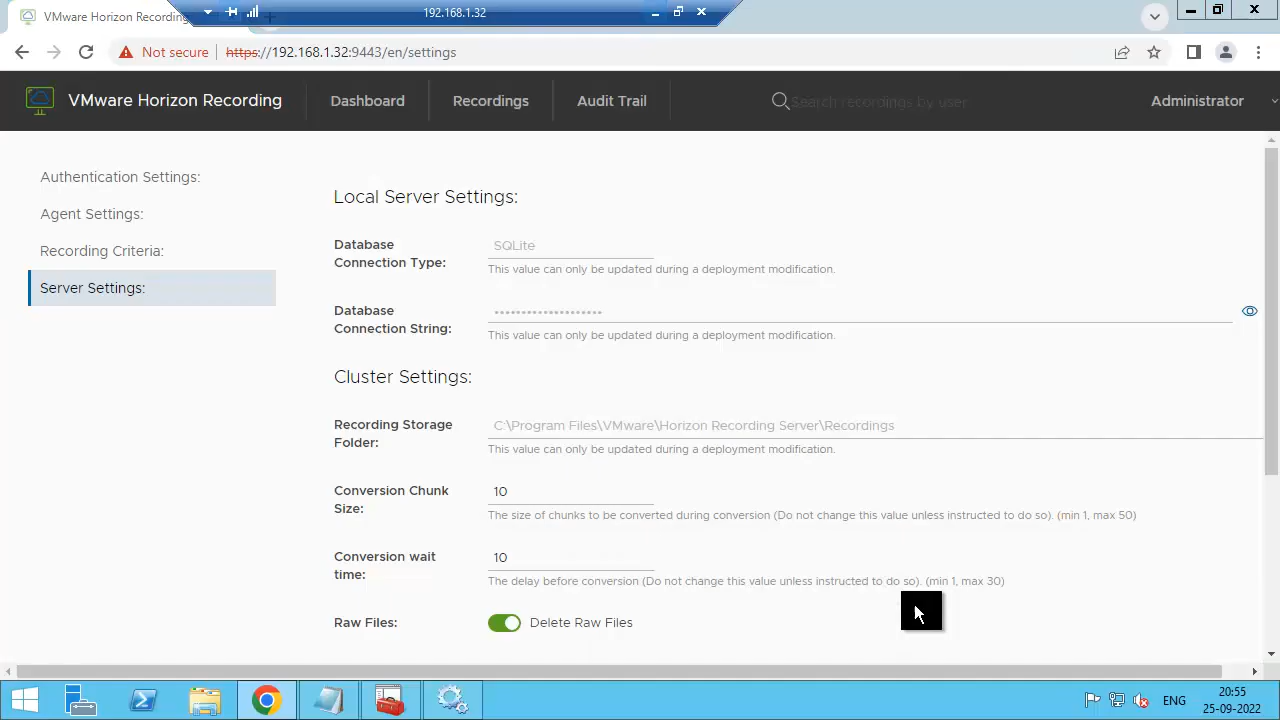 VMware Horizon Recording
192.168.1.32
Not secure
https://192.168.1.32:9443/en/settings
VMware Horizon Recording
Dashboard
Recordings
Audit Trail
Search recordings by user
Administrator
Authentication Settings:
Agent Settings:
Recording Criteria:
Server Settings:
Local Server Settings:
Database
Connection Type:
SQLite
This value can only be updated during a deployment modification.
Database
Connection String:
••••••••••••••••••••
This value can only be updated during a deployment modification.
Cluster Settings:
Recording Storage
Folder:
C:\Program Files\VMware\Horizon Recording Server\Recordings
This value can only be updated during a deployment modification.
Conversion Chunk
Size:
10
The size of chunks to be converted during conversion (Do not change this value unless instructed to do so). (min 1, max 50)
Conversion wait
time:
10
The delay before conversion (Do not change this value unless instructed to do so). (min 1, max 30)
Raw Files:
Delete Raw Files
ENG
20:55
25-09-2022